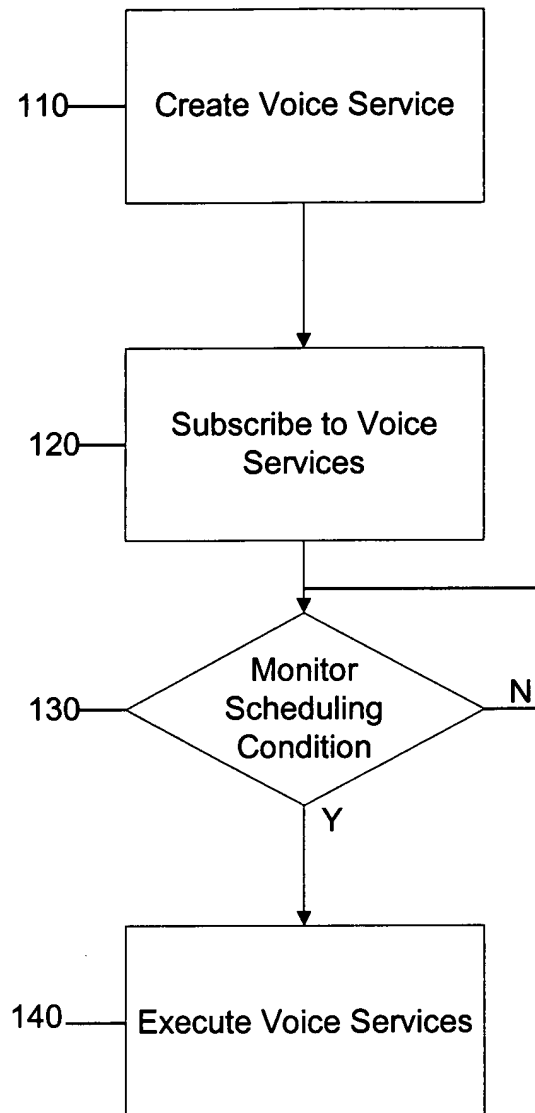 110
Create Voice Service
120
Subscribe to Voice
Services
130
Monitor
Scheduling
Condition
N
Y
140
Execute Voice Services